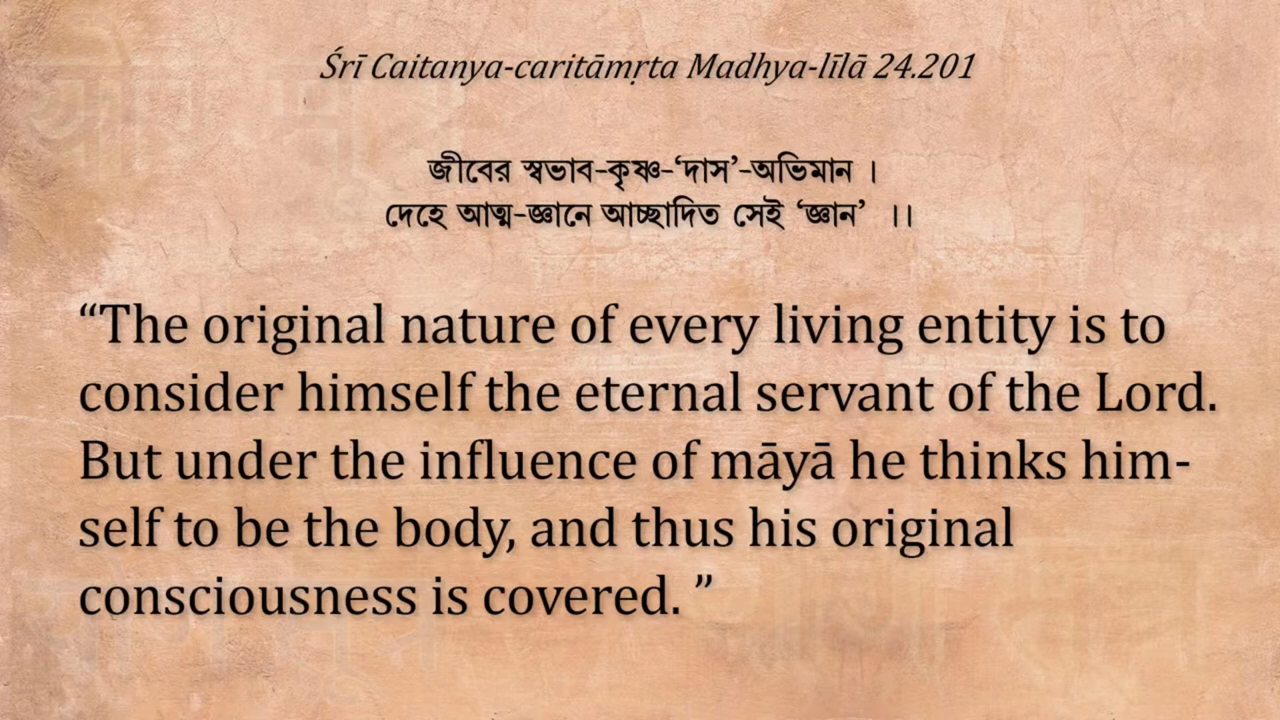 Śrī Caitanya-caritāmṛta Madhya-līlā 24.201
জীবের স্বভাব-কৃষ্ণ-‘দাস’-অভিমান ।
দেহে আত্ম-জ্ঞানে আচ্ছাদিত সেই ‘জ্ঞান’ ।।
“The original nature of every living entity is to
consider himself the eternal servant of the Lord.
But under the influence of māyā he thinks him-
self to be the body, and thus his original
consciousness is covered. ”